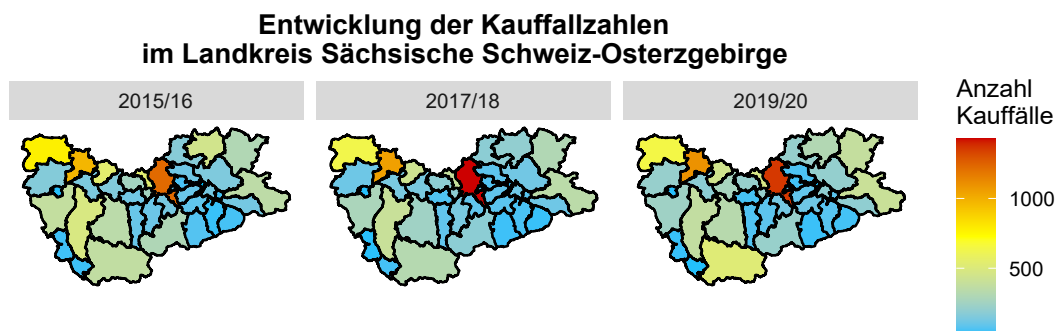 Entwicklung der Kauffallzahlen
im Landkreis Sächsische Schweiz-Osterzgebirge
2015/16
2017/18
2019/20
Anzahl
Kauffälle
1000
500